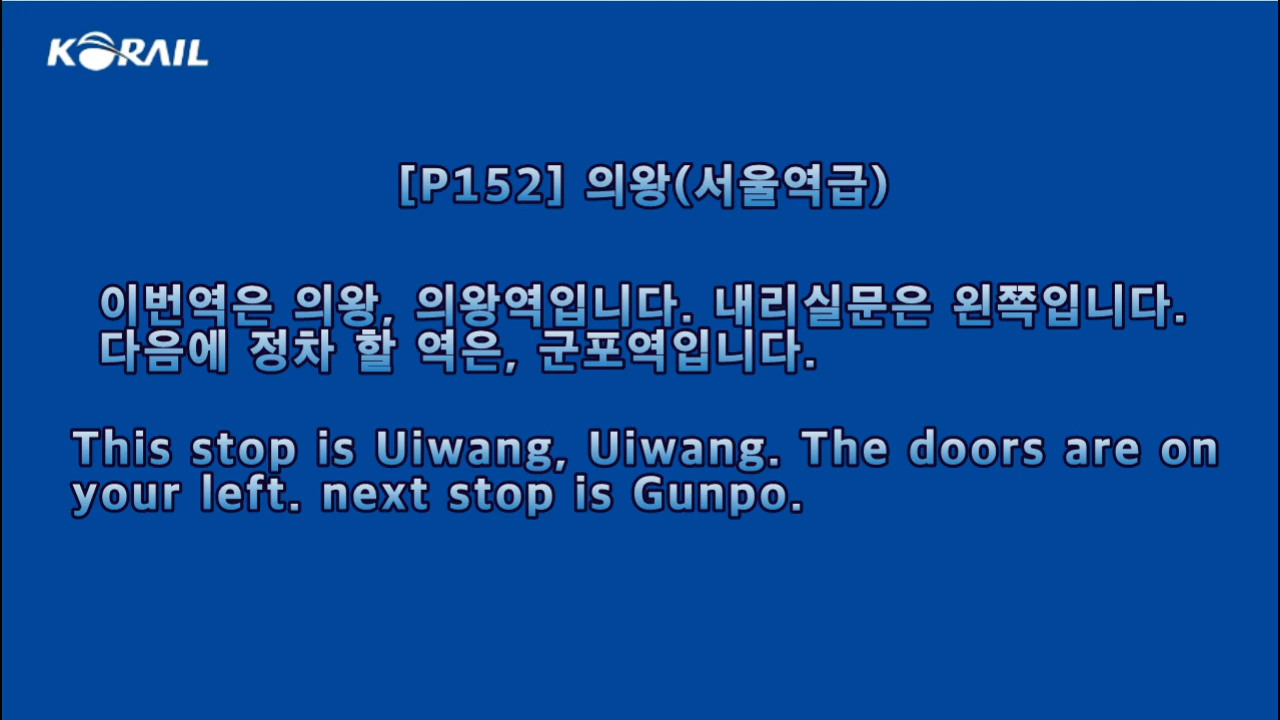 KORAIL
[P152] 의왕(서울역급)
이번역은 의왕, 의왕역입니다. 내리실문은 왼쪽입니다.
다음에 정차 할 역은, 군포역입니다.
This stop is Uiwang, Uiwang. The doors are on
your left. next stop is Gunpo.